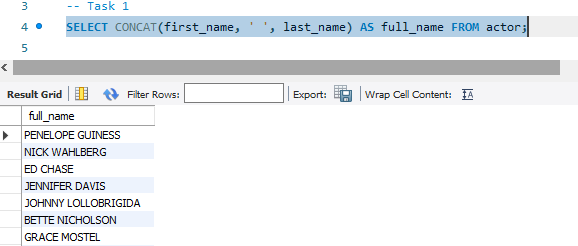 3 -- Task 1
4 SELECT CONCAT(first_name, ' ', last_name) AS full_name FROM actor;
5
Result Grid Filter Rows: Export: Wrap Cell Content:
full_name
PENELOPE GUINESS
NICK WAHLBERG
ED CHASE
JENNIFER DAVIS
JOHNNY LOLLOBRIGIDA
BETTE NICHOLSON
GRACE MOSTEL